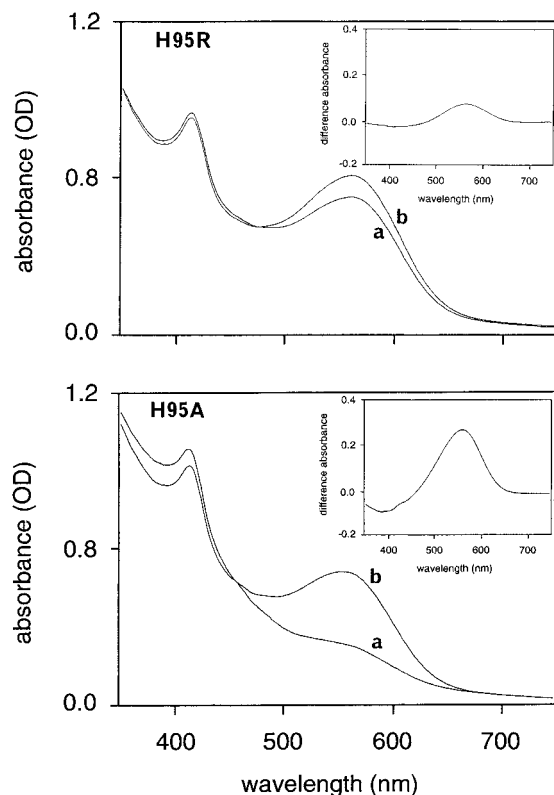 1.2
H95R
0.4
0.2
0.0
-0.2
difference absorbance
400 500 600 700
wavelength (nm)
absorbance (OD)
0.8
b
a
0.0
1.2
H95A
0.4
0.2
0.0
-0.2
difference absorbance
400 500 600 700
wavelength (nm)
absorbance (OD)
0.8
b
a
0.0
400 500 600 700
wavelength (nm)